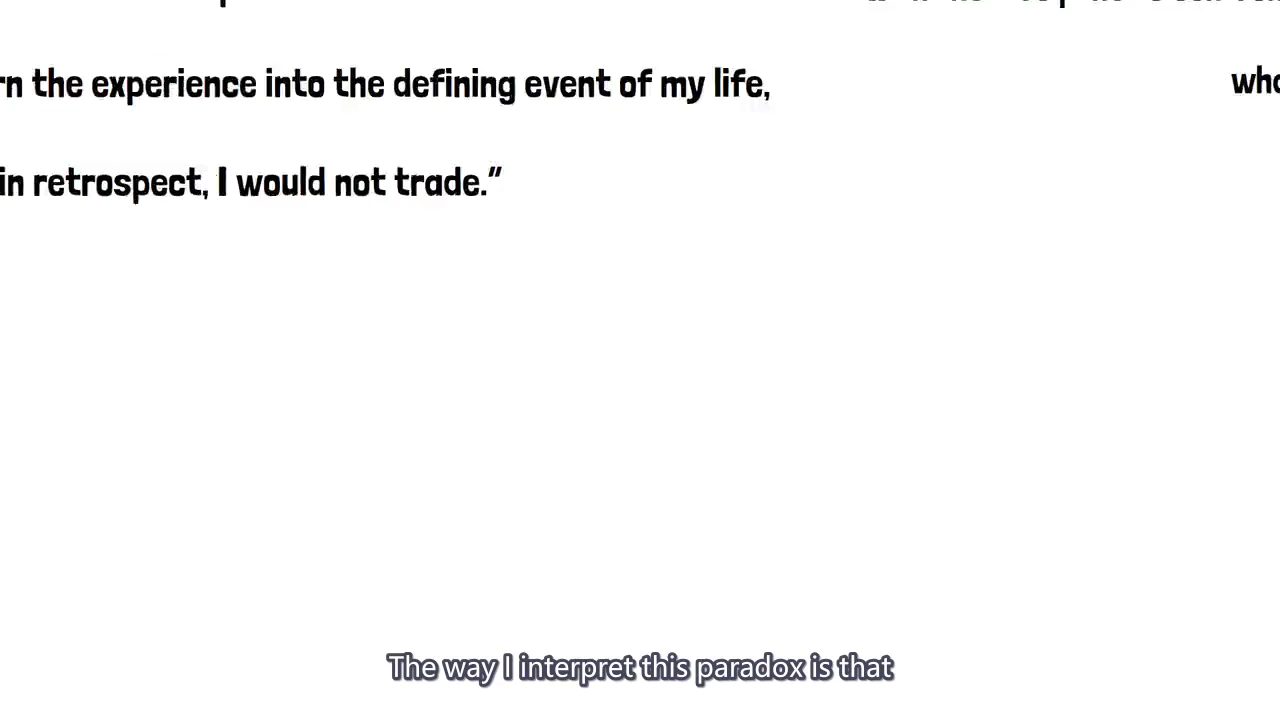 the experience into the defining event of my life,
in retrospect, I would not trade.”
The way I interpret this paradox is that